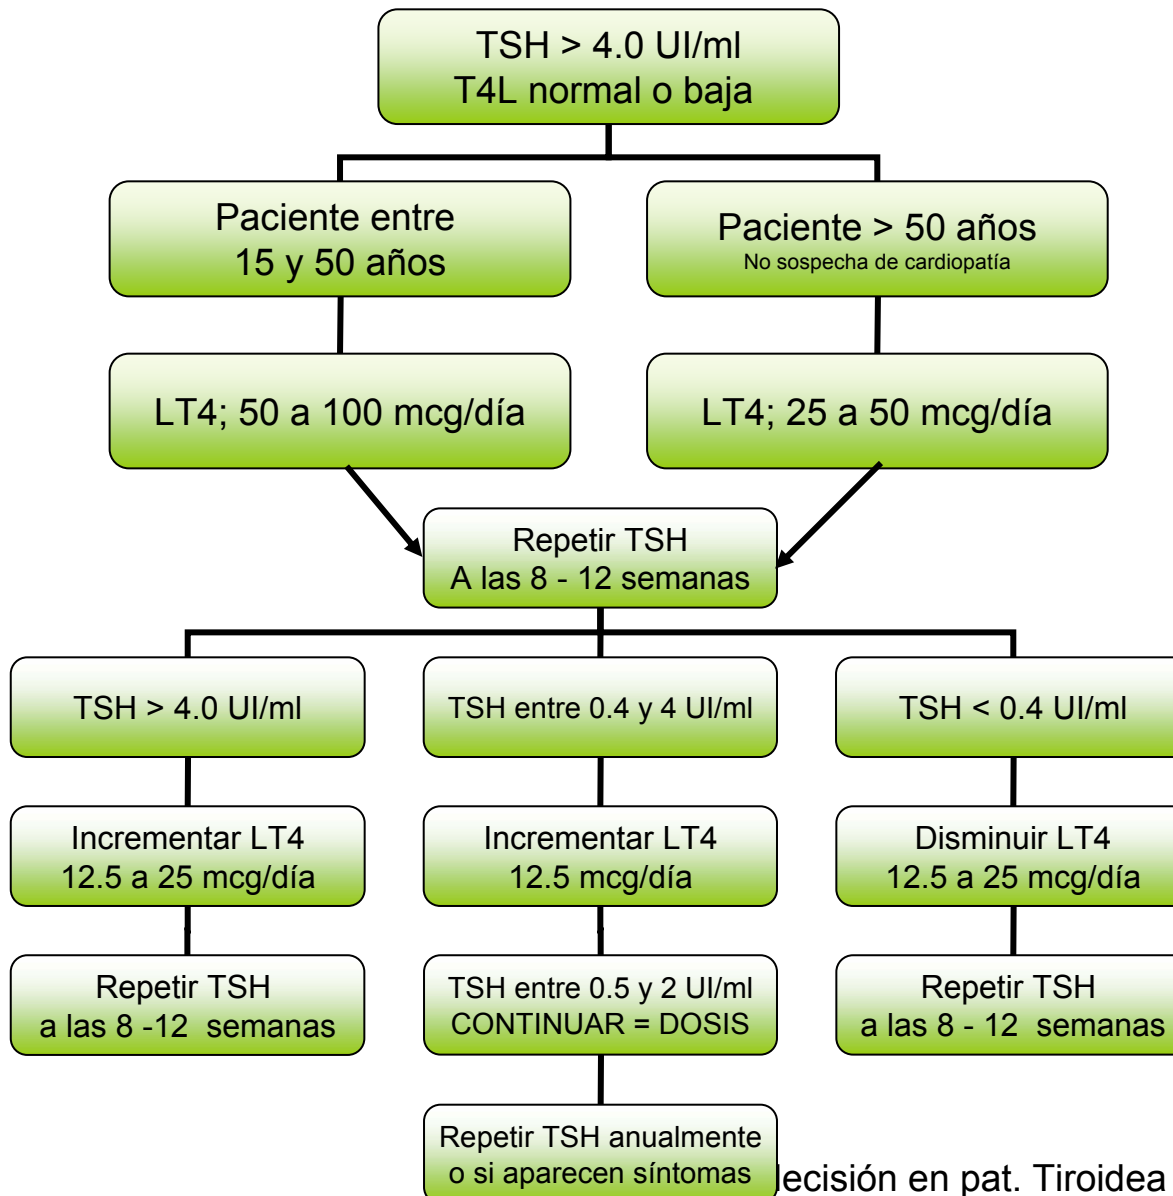 TSH > 4.0 UI/ml
T4L normal o baja
Paciente entre
15 y 50 años
Paciente > 50 años
No sospecha de cardiopatía
LT4; 50 a 100 mcg/día
LT4; 25 a 50 mcg/día
Repetir TSH
A las 8 - 12 semanas
TSH > 4.0 UI/ml
TSH entre 0.4 y 4 UI/ml
TSH < 0.4 UI/ml
Incrementar LT4
12.5 a 25 mcg/día
Incrementar LT4
12.5 mcg/día
Disminuir LT4
12.5 a 25 mcg/día
Repetir TSH
a las 8 -12 semanas
TSH entre 0.5 y 2 UI/ml
CONTINUAR = DOSIS
Repetir TSH
a las 8 - 12 semanas
Repetir TSH anualmente
o si aparecen síntomas
en pat. Tiroidea